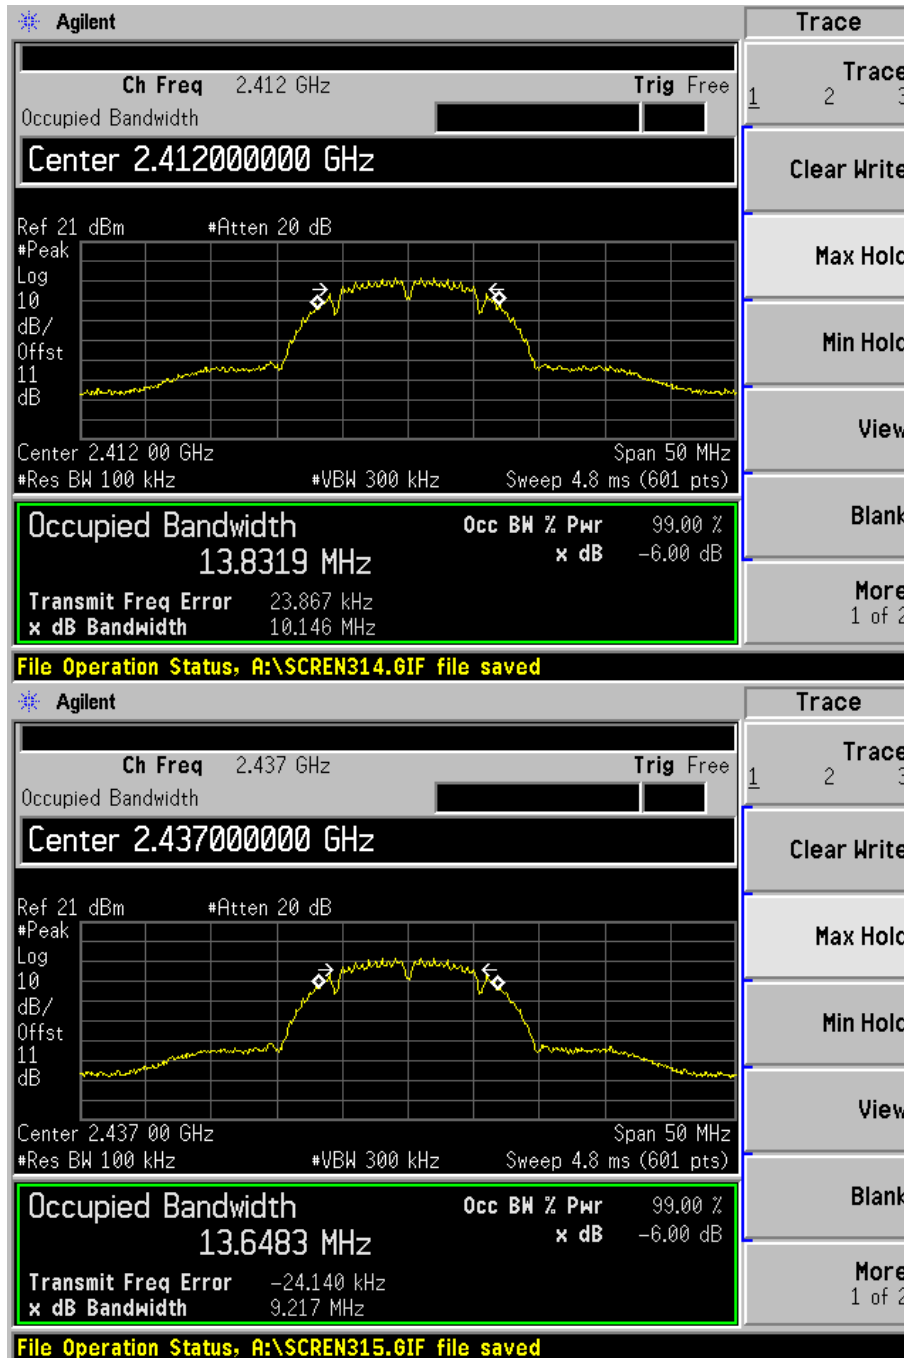 Agilent
Trace
Ch Freq 2.412 GHz
Trig Free
Occupied Bandwidth
Center 2.412000000 GHz
Ref 21 dBm
#Atten 20 dB
#Peak
Log
10
dB/
Offst
11
dB
Center 2.412 00 GHz
Span 50 MHz
#Res BW 100 kHz
#VBW 300 kHz
Sweep 4.8 ms (601 pts)
Occupied Bandwidth
13.8319 MHz
Occ BW % Pwr 99.00 %
x dB -6.00 dB
Transmit Freq Error 23.867 kHz
x dB Bandwidth 10.146 MHz
Trace
1 2 3
Clear Write
Max Hold
Min Hold
View
Blank
More
1 of 2
File Operation Status, A:\SCREN314.GIF file saved
Agilent
Trace
Ch Freq 2.437 GHz
Trig Free
Occupied Bandwidth
Center 2.437000000 GHz
Ref 21 dBm
#Atten 20 dB
#Peak
Log
10
dB/
Offst
11
dB
Center 2.437 00 GHz
Span 50 MHz
#Res BW 100 kHz
#VBW 300 kHz
Sweep 4.8 ms (601 pts)
Occupied Bandwidth
13.6483 MHz
Occ BW % Pwr 99.00 %
x dB -6.00 dB
Transmit Freq Error -24.140 kHz
x dB Bandwidth 9.217 MHz
Trace
1 2 3
Clear Write
Max Hold
Min Hold
View
Blank
More
1 of 2
File Operation Status, A:\SCREN315.GIF file saved